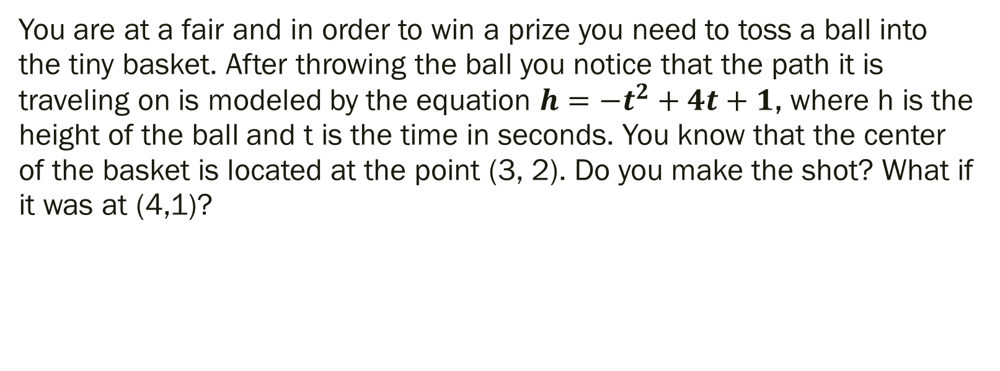 You are at a fair and in order to win a prize you need to toss a ball into
the tiny basket. After throwing the ball you notice that the path it is
traveling on is modeled by the equation h = −t² + 4t + 1, where h is the
height of the ball and t is the time in seconds. You know that the center
of the basket is located at the point (3, 2). Do you make the shot? What if
it was at (4,1)?